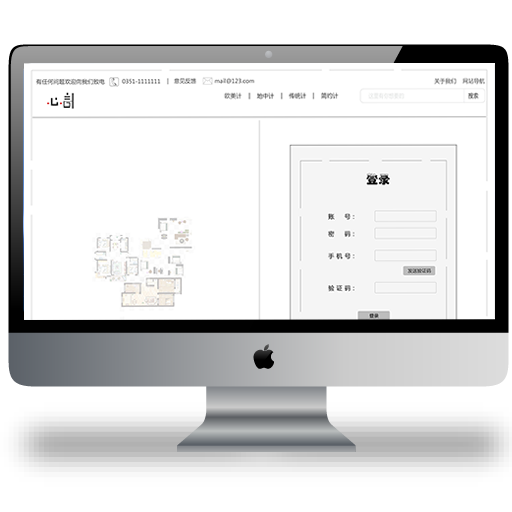 有任何问题欢迎向我们致电 0351-1111111 | 意见反馈 mail@123.com 关于我们 网站导航
欧美计 | 地中计 | 传统计 | 简约计 搜索
登录
账 号：
密 码：
手机号：
发送验证码
验证码：
登录